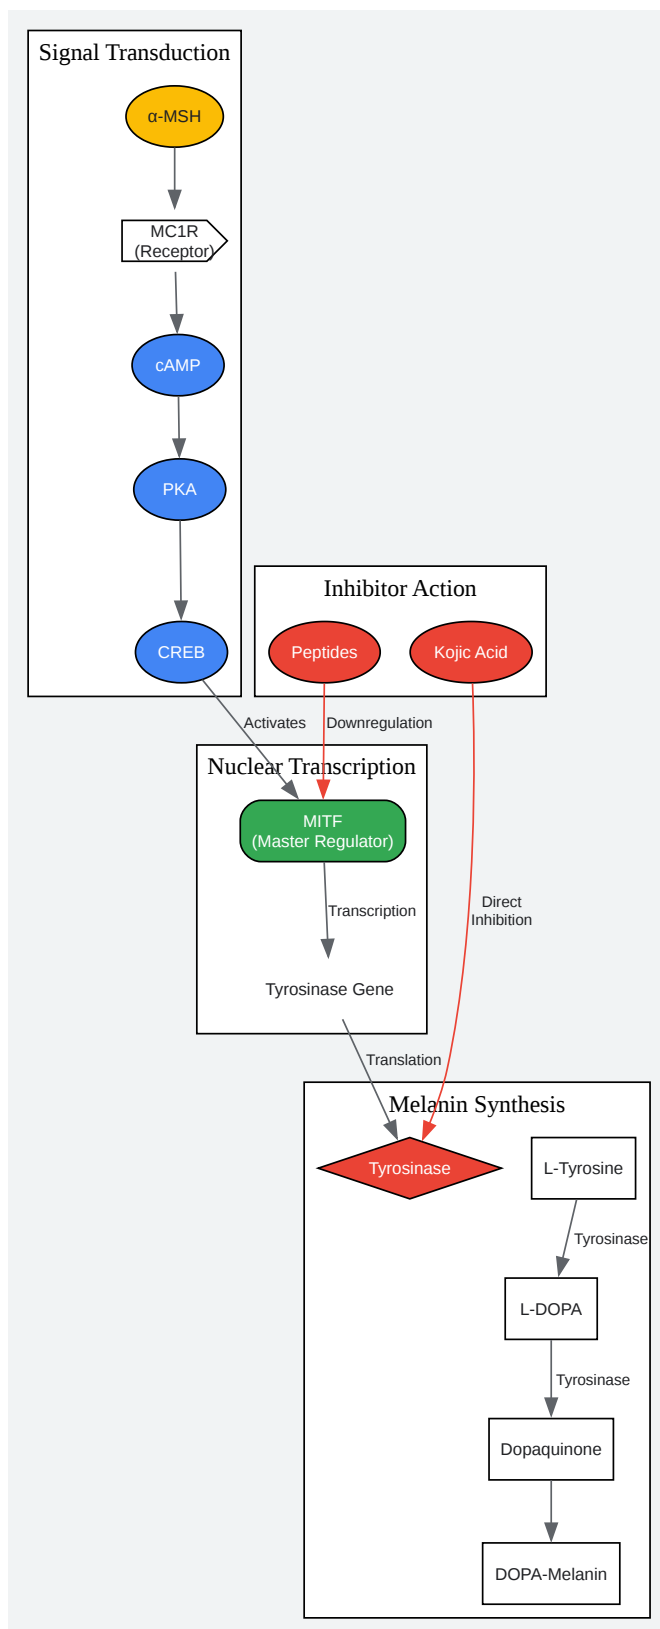 Signal Transduction
α-MSH
MC1R
(Receptor)
cAMP
PKA
CREB
Inhibitor Action
Peptides
Kojic Acid
Activates
Downregulation
Nuclear Transcription
MITF
(Master Regulator)
Direct
Inhibition
Transcription
Tyrosinase Gene
Translation
Melanin Synthesis
Tyrosinase
L-Tyrosine
Tyrosinase
L-DOPA
Tyrosinase
Dopaquinone
DOPA-Melanin